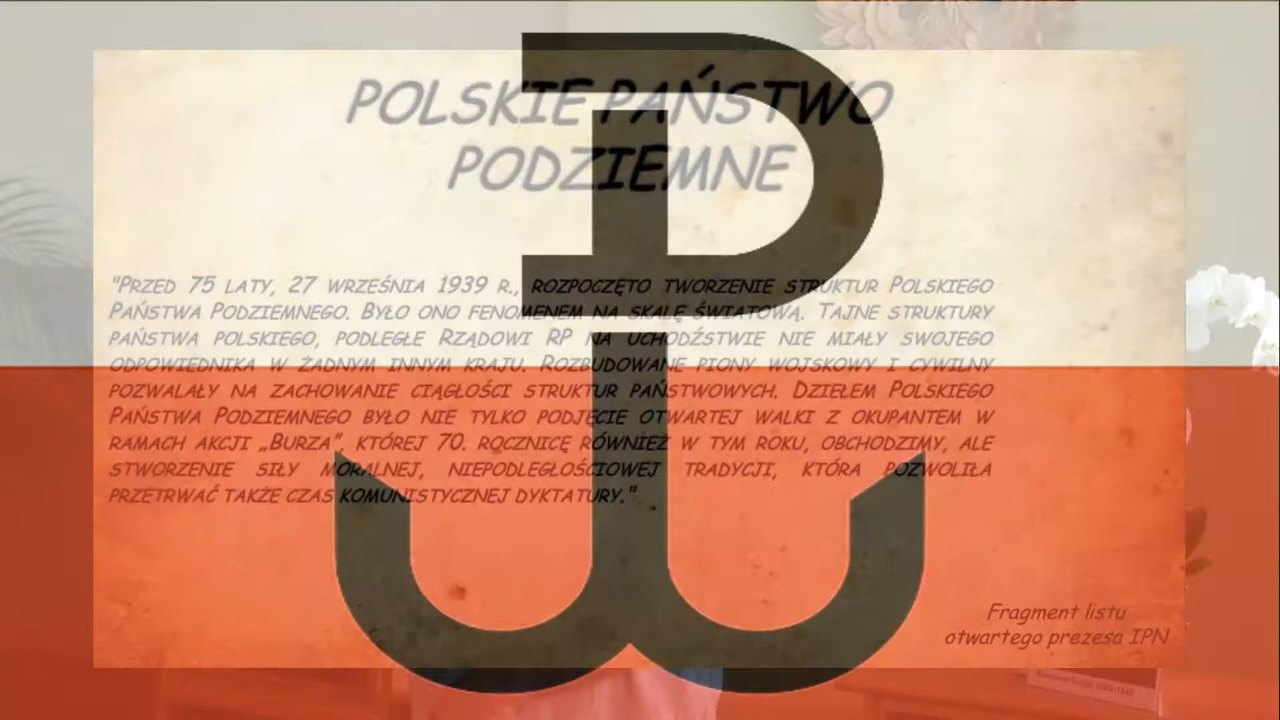 POLSKIE PAŃSTWO
PODZIEMNE
"PRZED 75 LATY, 27 WRZEŚNIA 1939 R., ROZPOCZĘTO TWORZENIE STRUKTUR POLSKIEGO
PAŃSTWA PODZIEMNEGO. BYŁO ONO FENOMENEM NA SKALĘ ŚWIATOWĄ. TAJNE STRUKTURY
PAŃSTWA POLSKIEGO, PODLEGŁE RZĄDOWI RP NA UCHODŹSTWIE NIE MIAŁY SWOJEGO
ODPOWIEDNIKA W ŻADNYM INNYM KRAJU. ROZBUDOWANE PIONY WOJSKOWY I CYWILNY
POZWALAŁY NA ZACHOWANIE CIĄGŁOŚCI STRUKTUR PAŃSTWOWYCH. DZIEŁEM POLSKIEGO
PAŃSTWA PODZIEMNEGO BYŁO NIE TYLKO PODJĘCIE OTWARTEJ WALKI Z OKUPANTEM W
RAMACH AKCJI „BURZA", KTÓREJ 70. ROCZNICĘ RÓWNIEŻ W TYM ROKU, OBCHODZIMY, ALE
STWORZENIE SIŁY MORALNEJ, NIEPODLEGŁOŚCIOWEJ TRADYCJI, KTÓRA POZWOLIŁA
PRZETRWAĆ TAKŻE CZAS KOMUNISTYCZNEJ DYKTATURY."
Fragment listu
otwartego prezesa IPN